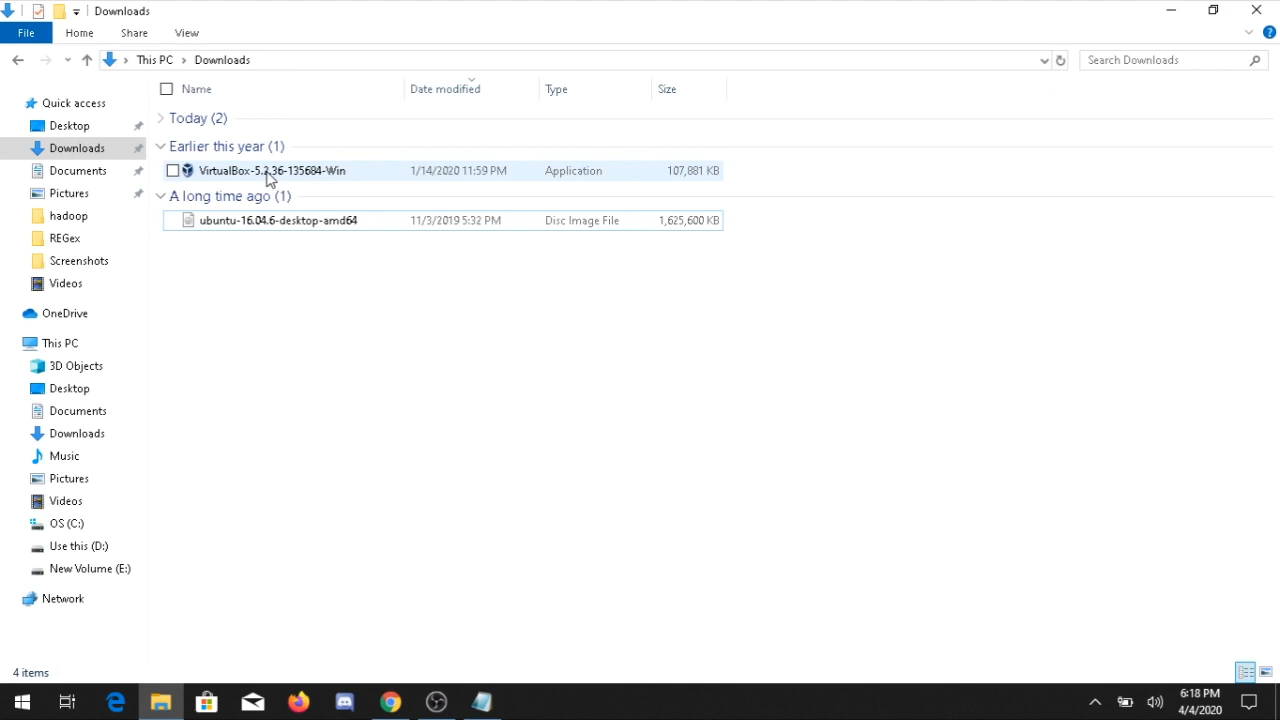 Downloads
File Home Share View
This PC Downloads Search Downloads
Name Date modified Type Size
Quick access
Desktop
Downloads
Documents
Pictures
hadoop
REGex
Screenshots
Videos
OneDrive
This PC
3D Objects
Desktop
Documents
Downloads
Music
Pictures
Videos
OS (C:)
Use this (D:)
New Volume (E:)
Network
Today (2)
Earlier this year (1)
VirtualBox-5.2.36-135684-Win 1/14/2020 11:59 PM Application 107,881 KB
A long time ago (1)
ubuntu-16.04.6-desktop-amd64 11/3/2019 5:32 PM Disc Image File 1,625,600 KB
4 items
6:18 PM
4/4/2020